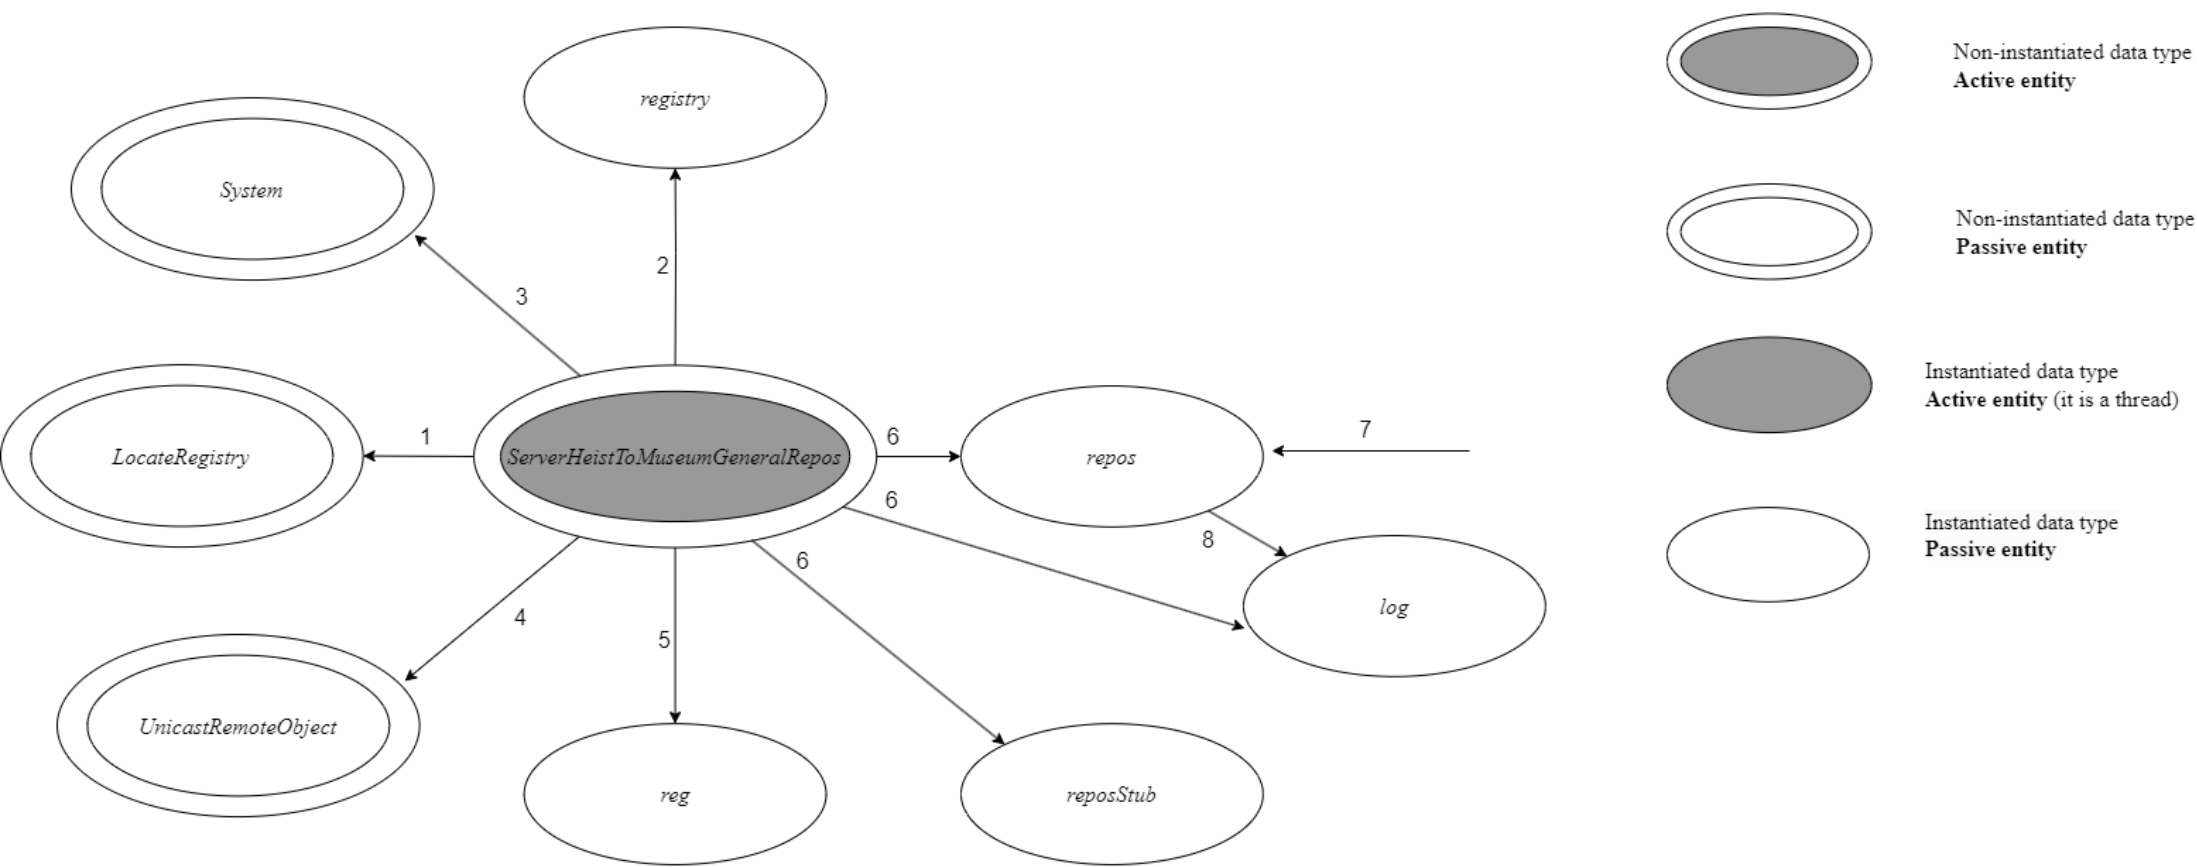 registry
System
2
3
1
LocateRegistry
ServerHeistToMuseumGeneralRepos
6
repos
7
6
8
6
log
4
5
UnicastRemoteObject
reg
reposStub
Non-instantiated data type
Active entity
Non-instantiated data type
Passive entity
Instantiated data type
Active entity (it is a thread)
Instantiated data type
Passive entity